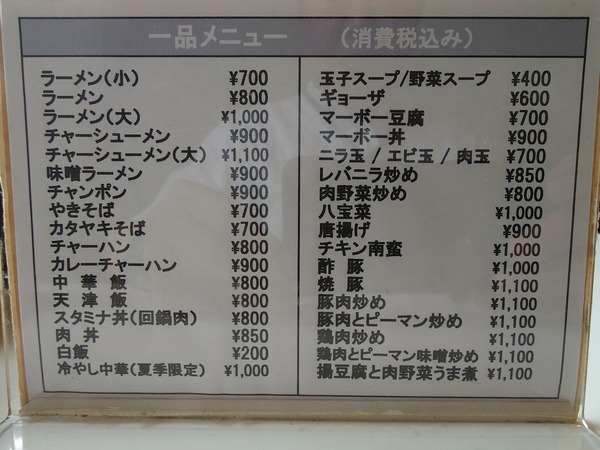 一品メニュー (消費税込み)
ラーメン(小) ¥700
ラーメン ¥800
ラーメン(大) ¥1,000
チャーシューメン ¥900
チャーシューメン(大) ¥1,100
味噌ラーメン ¥900
チャンポン ¥900
やきそば ¥700
カタヤキそば ¥700
チャーハン ¥800
カレーチャーハン ¥900
中華飯 ¥800
天津飯 ¥800
スタミナ丼(回鍋肉) ¥800
肉丼 ¥850
白飯 ¥200
冷やし中華(夏季限定) ¥1,000
玉子スープ/野菜スープ ¥400
ギョーザ ¥600
マーボー豆腐 ¥700
マーボー丼 ¥900
ニラ玉 / エビ玉 / 肉玉 ¥700
レバニラ炒め ¥850
肉野菜炒め ¥800
八宝菜 ¥1,000
唐揚げ ¥900
チキン南蛮 ¥1,000
酢豚 ¥1,000
焼豚 ¥1,100
豚肉炒め ¥1,100
豚肉とピーマン炒め ¥1,100
鶏肉炒め ¥1,100
鶏肉とピーマン味噌炒め ¥1,100
揚豆腐と肉野菜うま煮 ¥1,100